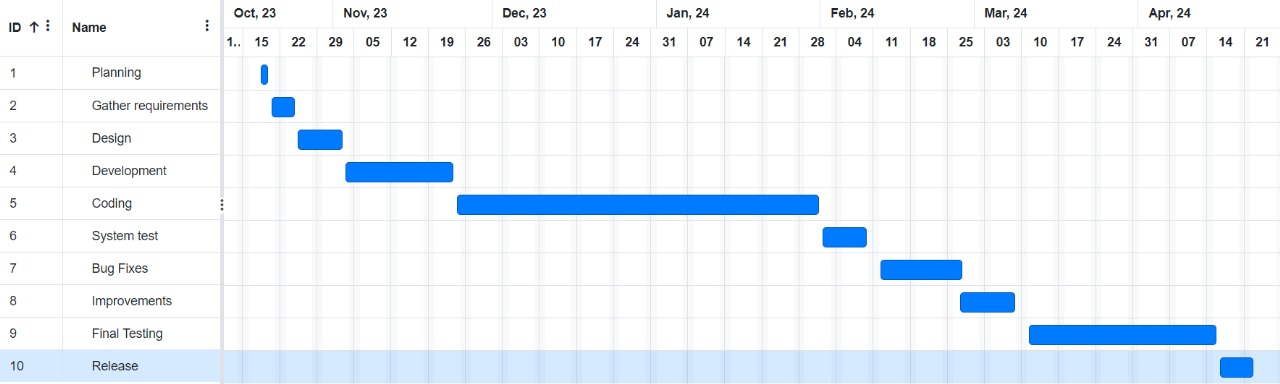 Oct, 23 Nov, 23 Dec, 23 Jan, 24 Feb, 24 Mar, 24 Apr, 24
ID Name
1.. 15 22 29 05 12 19 26 03 10 17 24 31 07 14 21 28 04 11 18 25 03 10 17 24 31 07 14 21
1 Planning
2 Gather requirements
3 Design
4 Development
5 Coding
6 System test
7 Bug Fixes
8 Improvements
9 Final Testing
10 Release